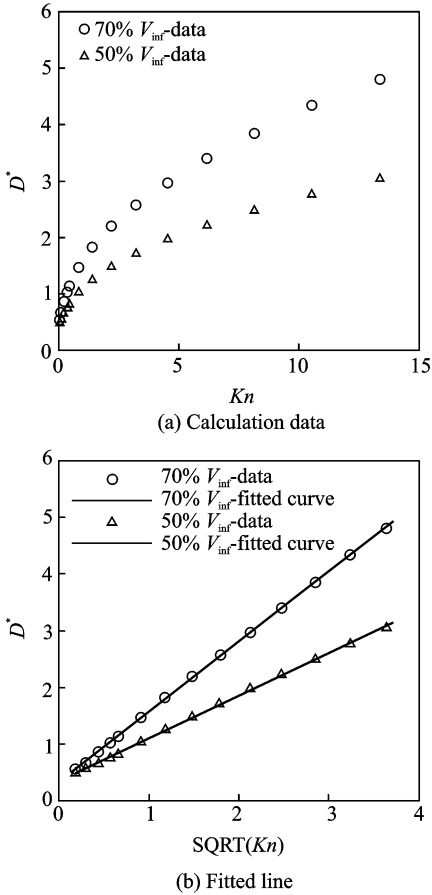 6
5
4
3
2
1
0
D*
○ 70% Vinf-data
△ 50% Vinf-data
0 5 10 15
Kn
(a) Calculation data
6
5
4
3
2
1
0
D*
70% Vinf-data
70% Vinf-fitted curve
50% Vinf-data
50% Vinf-fitted curve
0 1 2 3 4
SQRT(Kn)
(b) Fitted line